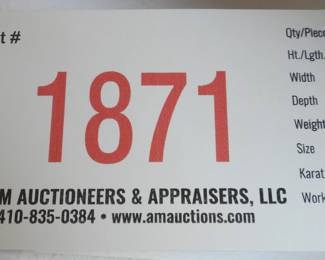 t #
1871
M AUCTIONEERS & APPRAISERS, LLC
410-835-0384 • www.amauctions.com
Qty/Piece
Ht./Lgth.
Width
Depth
Weight
Size
Karat
Work